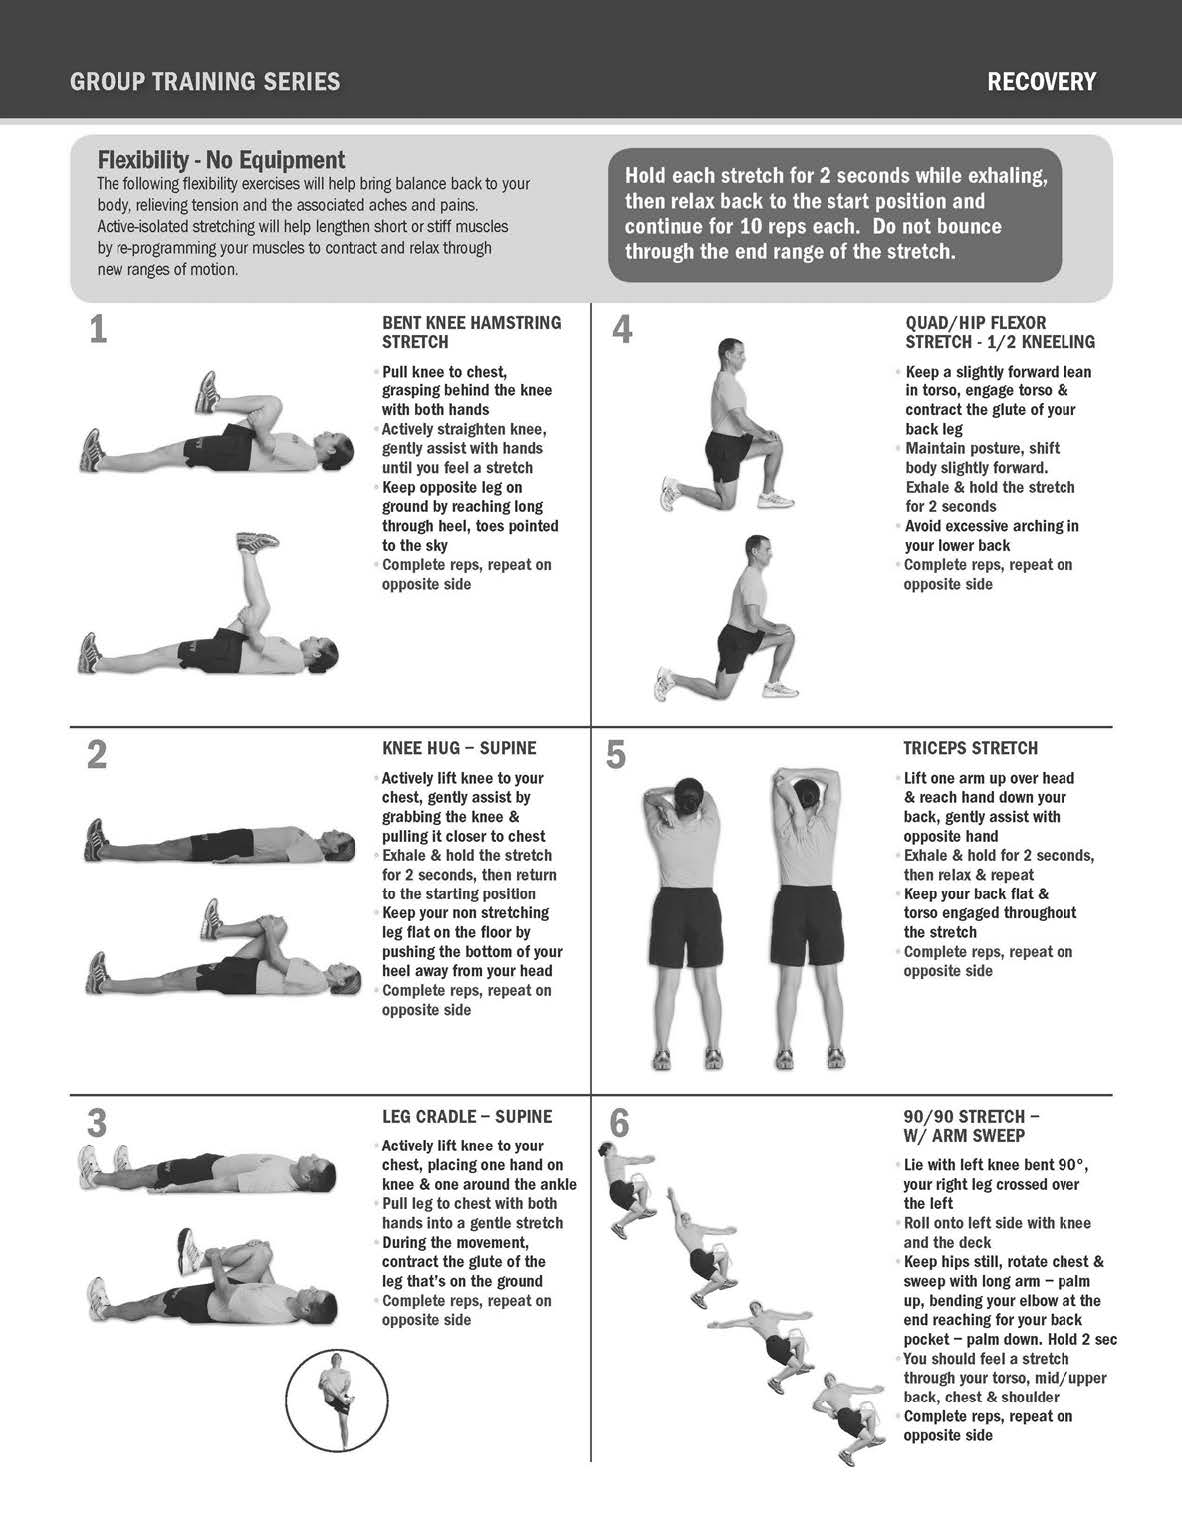 GROUP TRAINING SERIES
RECOVERY
Flexibility - No Equipment
The following flexibility exercises will help bring balance back to your
body, relieving tension and the associated aches and pains.
Active-isolated stretching will help lengthen short or stiff muscles
by re-programming your muscles to contract and relax through
new ranges of motion.
Hold each stretch for 2 seconds while exhaling,
then relax back to the start position and
continue for 10 reps each. Do not bounce
through the end range of the stretch.
1
BENT KNEE HAMSTRING
STRETCH
• Pull knee to chest,
grasping behind the knee
with both hands
• Actively straighten knee,
gently assist with hands
until you feel a stretch
• Keep opposite leg on
ground by reaching long
through heel, toes pointed
to the sky
• Complete reps, repeat on
opposite side
2
KNEE HUG – SUPINE
• Actively lift knee to your
chest, gently assist by
grabbing the knee &
pulling it closer to chest
• Exhale & hold the stretch
for 2 seconds, then return
to the starting position
• Keep your non stretching
leg flat on the floor by
pushing the bottom of your
heel away from your head
• Complete reps, repeat on
opposite side
3
LEG CRADLE – SUPINE
• Actively lift knee to your
chest, placing one hand on
knee & one around the ankle
• Pull leg to chest with both
hands into a gentle stretch
• During the movement,
contract the glute of the
leg that's on the ground
• Complete reps, repeat on
opposite side
4
QUAD/HIP FLEXOR
STRETCH - 1/2 KNEELING
• Keep a slightly forward lean
in torso, engage torso &
contract the glute of your
back leg
• Maintain posture, shift
body slightly forward.
Exhale & hold the stretch
for 2 seconds
• Avoid excessive arching in
your lower back
• Complete reps, repeat on
opposite side
5
TRICEPS STRETCH
• Lift one arm up over head
& reach hand down your
back, gently assist with
opposite hand
• Exhale & hold for 2 seconds,
then relax & repeat
• Keep your back flat &
torso engaged throughout
the stretch
• Complete reps, repeat on
opposite side
6
90/90 STRETCH –
W/ ARM SWEEP
• Lie with left knee bent 90°,
your right leg crossed over
the left
• Roll onto left side with knee
and the deck
• Keep hips still, rotate chest &
sweep with long arm – palm
up, bending your elbow at the
end reaching for your back
pocket – palm down. Hold 2 sec
• You should feel a stretch
through your torso, mid/upper
back, chest & shoulder
• Complete reps, repeat on
opposite side